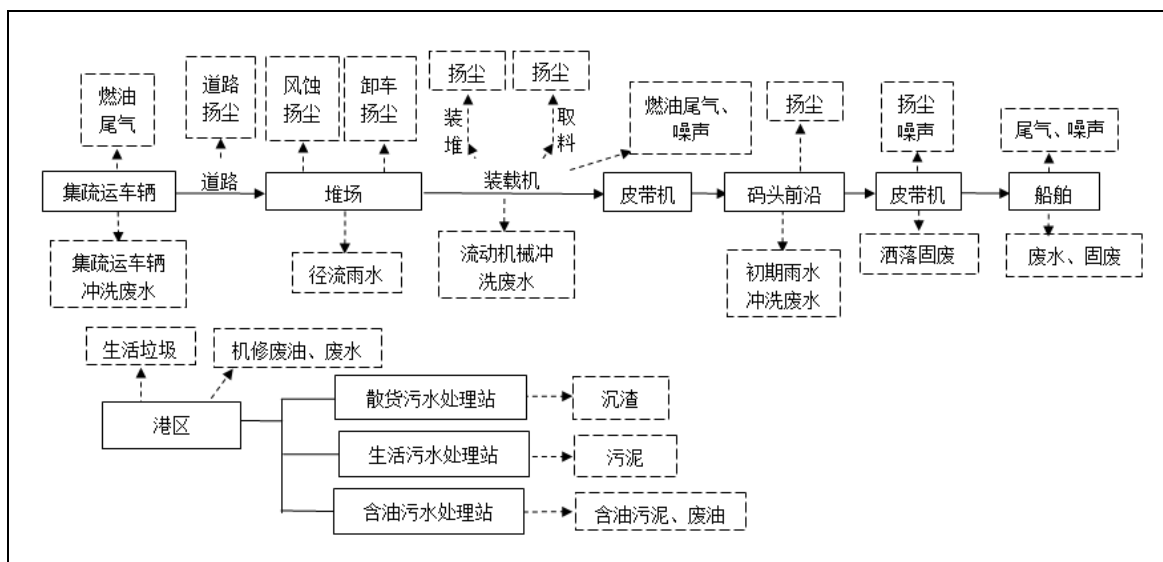 燃油
尾气
道路
扬尘
风蚀
扬尘
卸车
扬尘
扬尘
扬尘
装
堆
取
料
燃油尾气、
噪声
扬尘
扬尘
噪声
尾气、噪声
集疏运车辆
道路
堆场
装载机
皮带机
码头前沿
皮带机
船舶
集疏运车辆
冲洗废水
径流雨水
流动机械冲
洗废水
初期雨水
冲洗废水
洒落固废
废水、固废
生活垃圾
机修废油、废水
港区
散货污水处理站
沉渣
生活污水处理站
污泥
含油污水处理站
含油污泥、废油